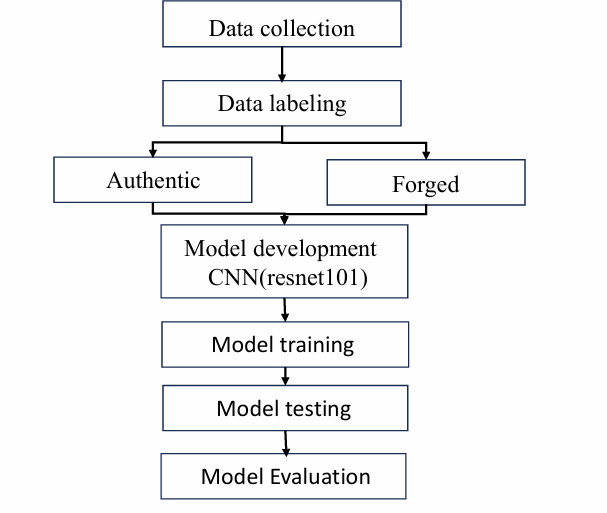 Data collection
Data labeling
Authentic
Forged
Model development
CNN(resnet101)
Model training
Model testing
Model Evaluation